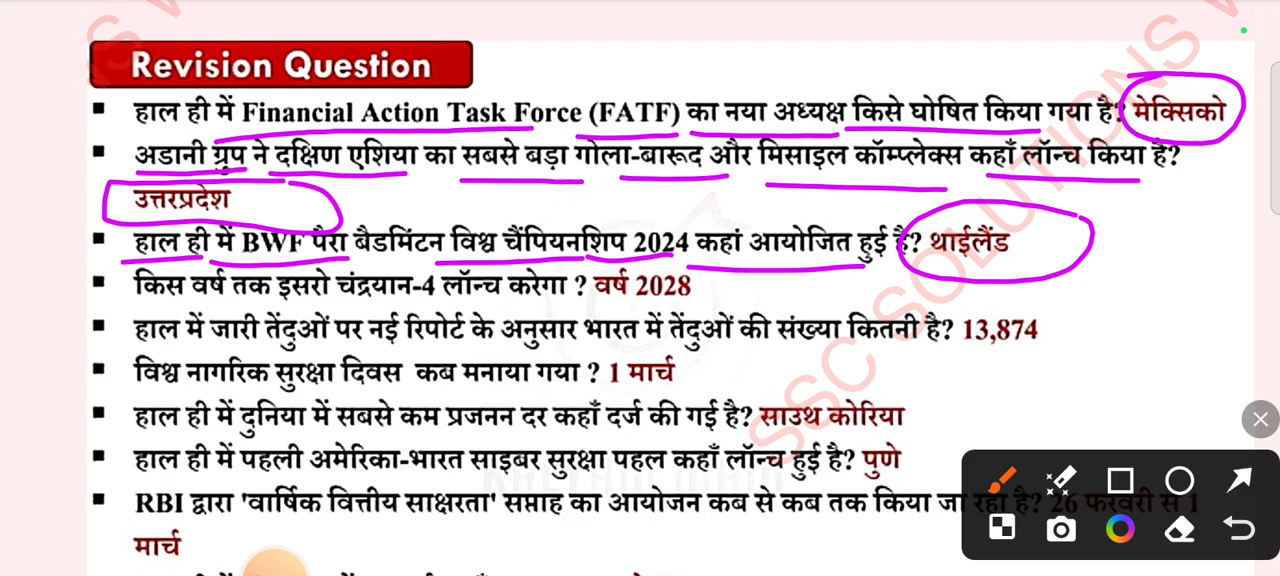 Revision Question
▪ हाल ही में Financial Action Task Force (FATF) का नया अध्यक्ष किसे घोषित किया गया है? मेक्सिको
▪ अडानी ग्रुप ने दक्षिण एशिया का सबसे बड़ा गोला-बारूद और मिसाइल कॉम्प्लेक्स कहाँ लॉन्च किया है?
उत्तरप्रदेश
▪ हाल ही में BWF पैरा बैडमिंटन विश्व चैंपियनशिप 2024 कहां आयोजित हुई है? थाईलैंड
▪ किस वर्ष तक इसरो चंद्रयान-4 लॉन्च करेगा ? वर्ष 2028
▪ हाल में जारी तेंदुओं पर नई रिपोर्ट के अनुसार भारत में तेंदुओं की संख्या कितनी है? 13,874
▪ विश्व नागरिक सुरक्षा दिवस कब मनाया गया ? 1 मार्च
▪ हाल ही में दुनिया में सबसे कम प्रजनन दर कहाँ दर्ज की गई है? साउथ कोरिया
▪ हाल ही में पहली अमेरिका-भारत साइबर सुरक्षा पहल कहाँ लॉन्च हुई है? पुणे
▪ RBI द्वारा 'वार्षिक वित्तीय साक्षरता' सप्ताह का आयोजन कब से कब तक किया जा रहा है? 26 फरवरी से 1
मार्च
SSC SOLUTIONS